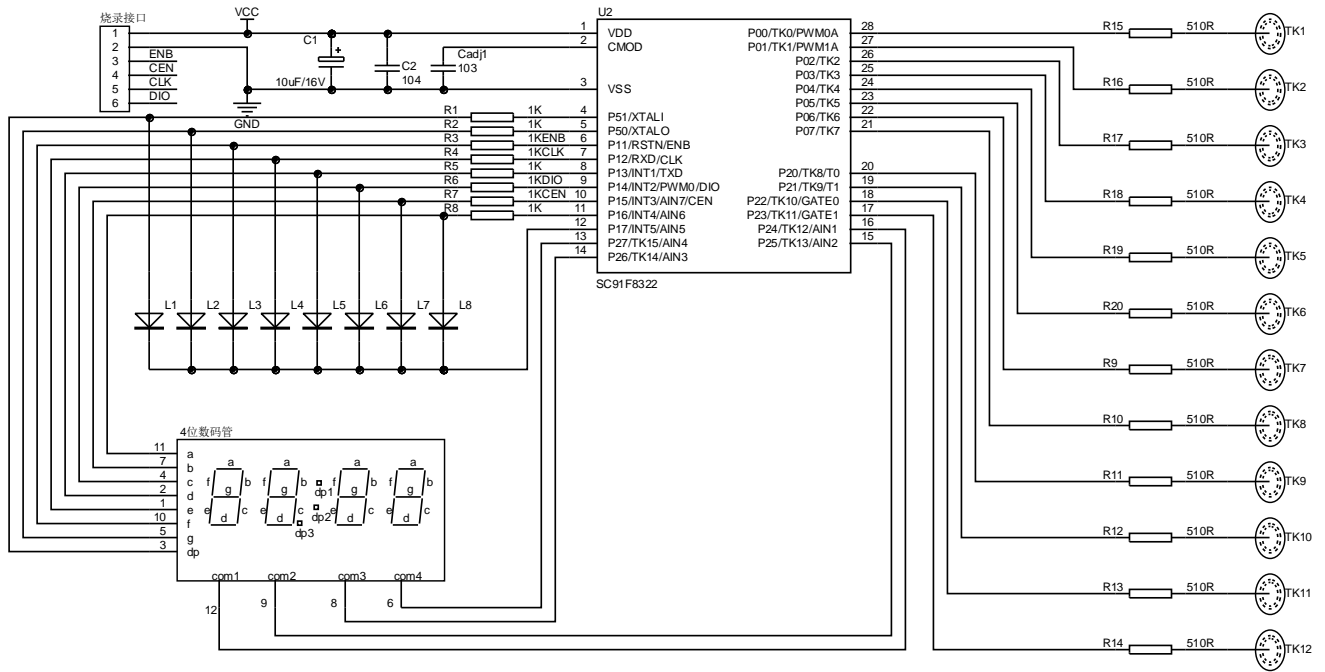 烧录接口
1
2
3 ENB
4 CEN
5 CLK
6 DIO
VCC
GND
C1
+
10uF/16V
C2
104
Cadj1
103
R1 1K
R2 1K
R3 1KENB
R4 1KCLK
R5 1K
R6 1KDIO
R7 1KCEN
R8 1K
U2
1 VDD
2 CMOD
3 VSS
4 P51/XTALI
5 P50/XTALO
6 P11/RSTN/ENB
7 P12/RXD/CLK
8 P13/INT1/TXD
9 P14/INT2/PWM0/DIO
10 P15/INT3/AIN7/CEN
11 P16/INT4/AIN6
12 P17/INT5/AIN5
13 P27/TK15/AIN4
14 P26/TK14/AIN3
P00/TK0/PWM0A 28
P01/TK1/PWM1A 27
P02/TK2 26
P03/TK3 25
P04/TK4 24
P05/TK5 23
P06/TK6 22
P07/TK7 21
P20/TK8/T0 20
P21/TK9/T1 19
P22/TK10/GATE0 18
P23/TK11/GATE1 17
P24/TK12/AIN1 16
P25/TK13/AIN2 15
SC91F8322
R15 510R TK1
R16 510R TK2
R17 510R TK3
R18 510R TK4
R19 510R TK5
R20 510R TK6
R9 510R TK7
R10 510R TK8
R11 510R TK9
R12 510R TK10
R13 510R TK11
R14 510R TK12
L1 L2 L3 L4 L5 L6 L7 L8
4位数码管
11 a
7 b
4 c
2 d
1 e
10 f
5 g
3 dp
a a a a
f b f b f b f b
g g g g
e c e c e c e c
d d d d
dp1
dp2
dp3
com1 com2 com3 com4
12 9 8 6